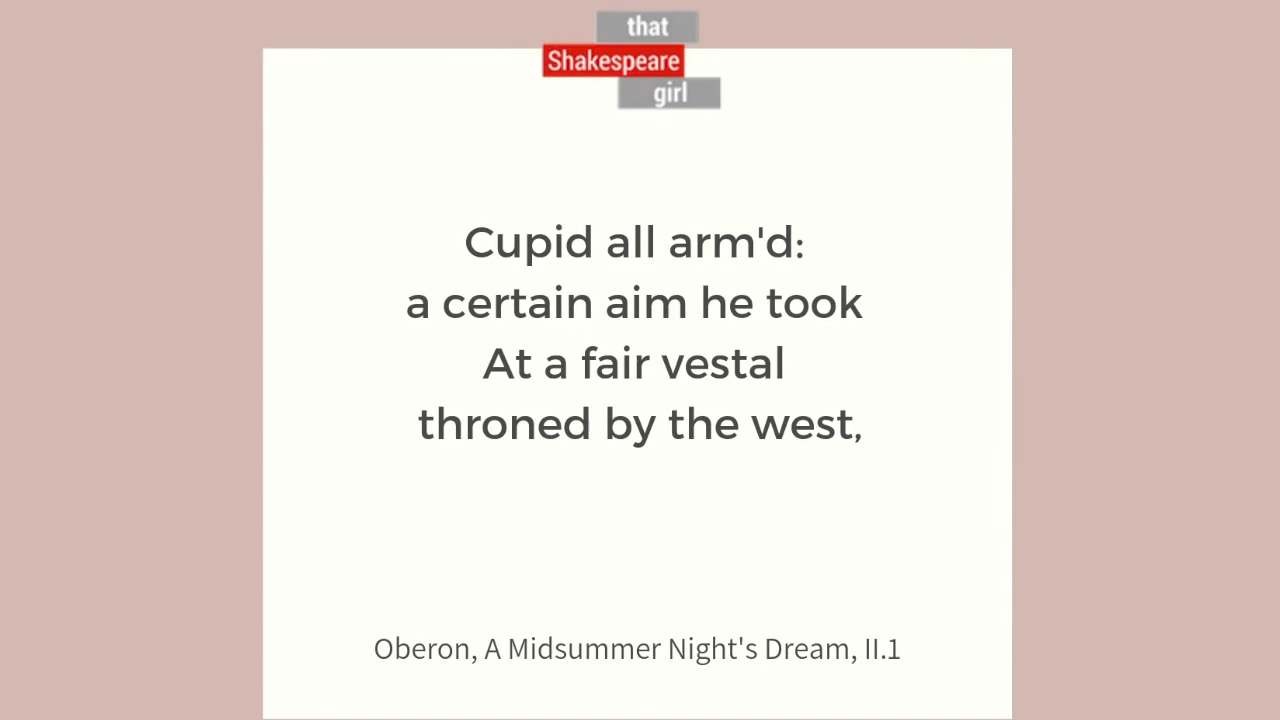 that
Shakespeare
girl
Cupid all arm'd:
a certain aim he took
At a fair vestal
throned by the west,
Oberon, A Midsummer Night's Dream, II.1